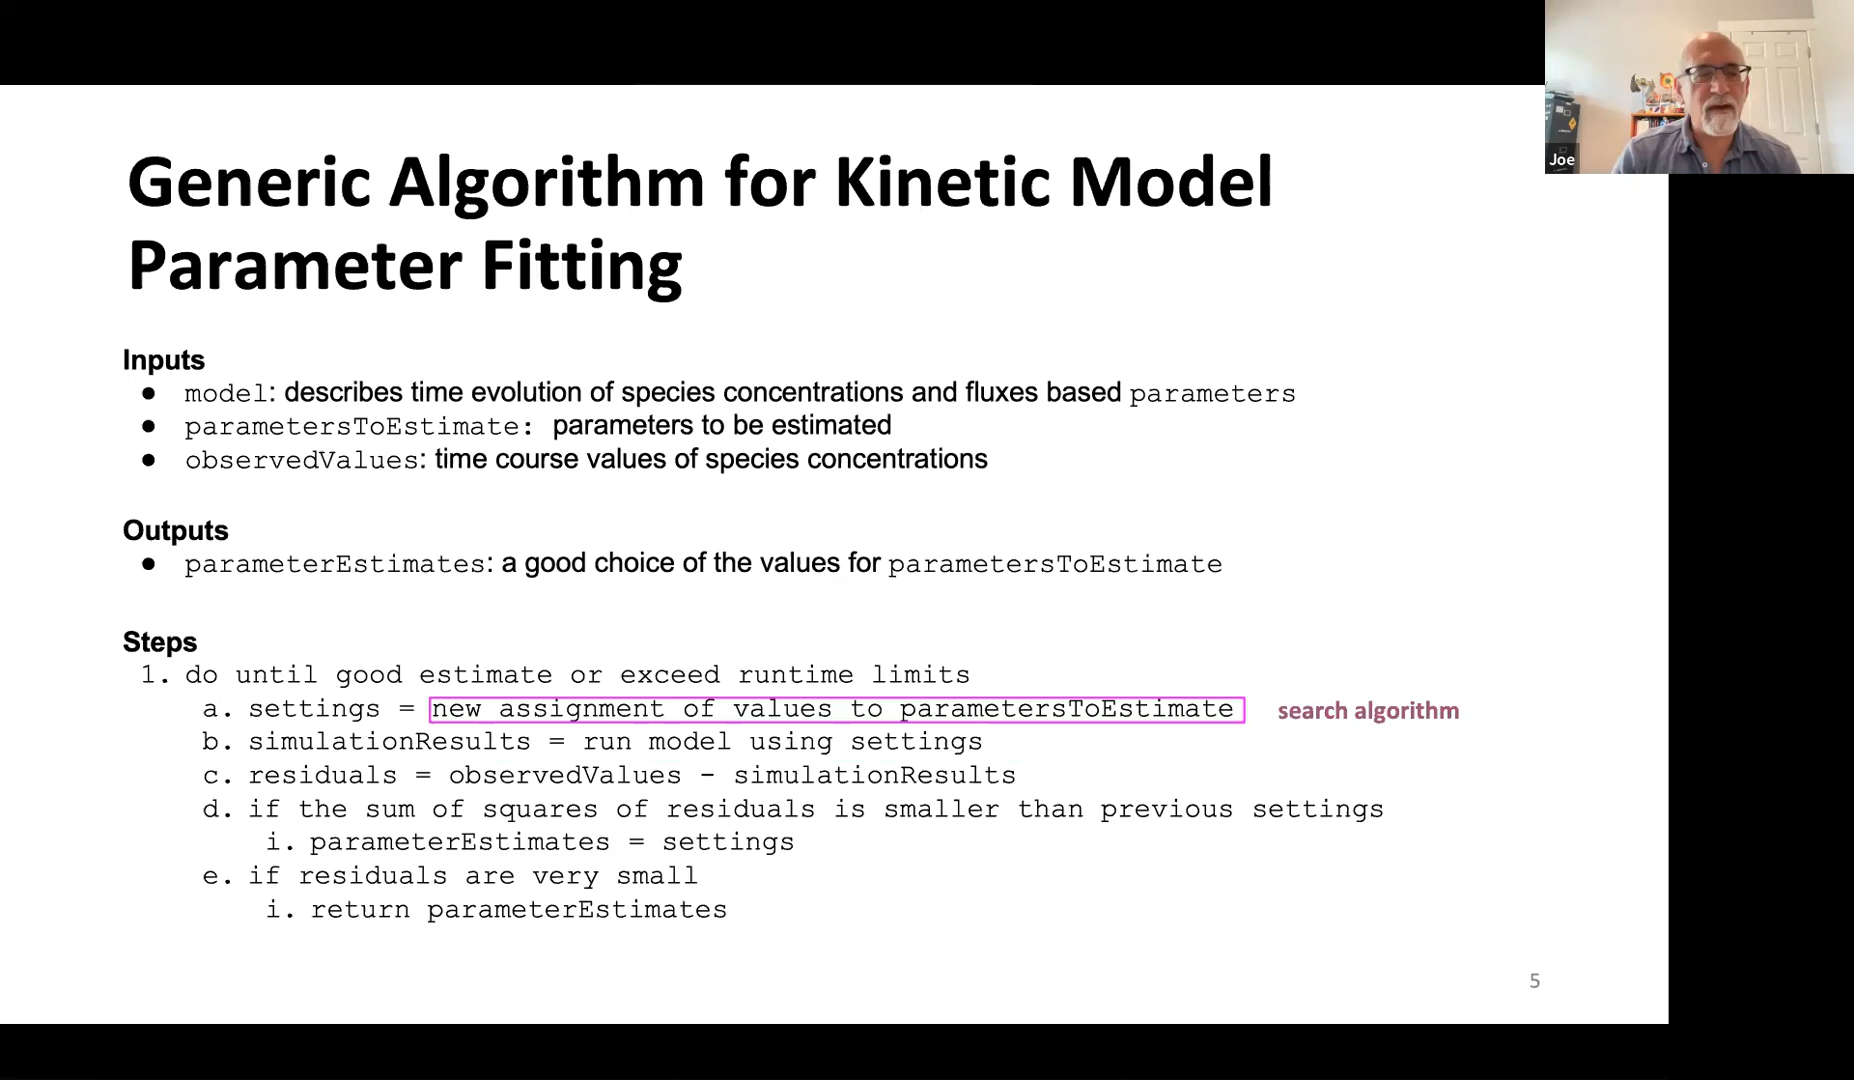 Joe
Generic Algorithm for Kinetic Model
Parameter Fitting
Inputs
● model: describes time evolution of species concentrations and fluxes based parameters
● parametersToEstimate: parameters to be estimated
● observedValues: time course values of species concentrations
Outputs
● parameterEstimates: a good choice of the values for parametersToEstimate
Steps
1. do until good estimate or exceed runtime limits
a. settings = new assignment of values to parametersToEstimate search algorithm
b. simulationResults = run model using settings
c. residuals = observedValues - simulationResults
d. if the sum of squares of residuals is smaller than previous settings
i. parameterEstimates = settings
e. if residuals are very small
i. return parameterEstimates
5